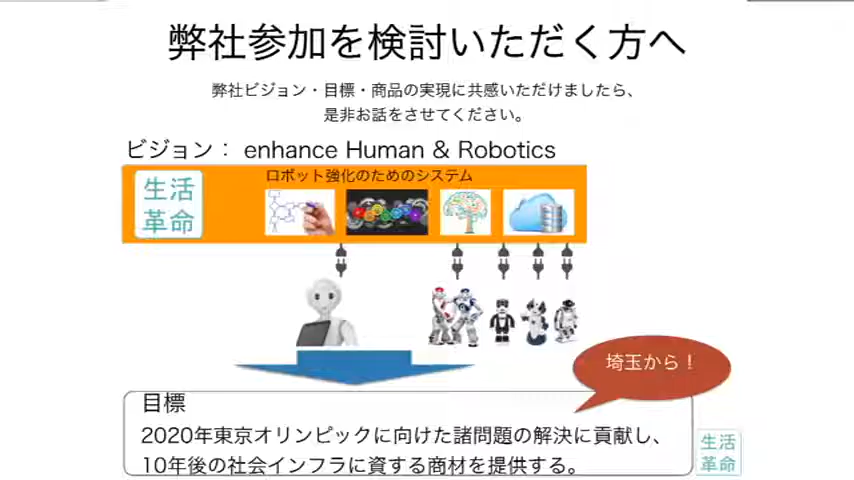 弊社参加を検討いただく方へ
弊社ビジョン・目標・商品の実現に共感いただけましたら、
是非お話をさせてください。
ビジョン： enhance Human & Robotics
生活
革命
ロボット強化のためのシステム
埼玉から！
目標
2020年東京オリンピックに向けた諸問題の解決に貢献し、
10年後の社会インフラに資する商材を提供する。
生活
革命